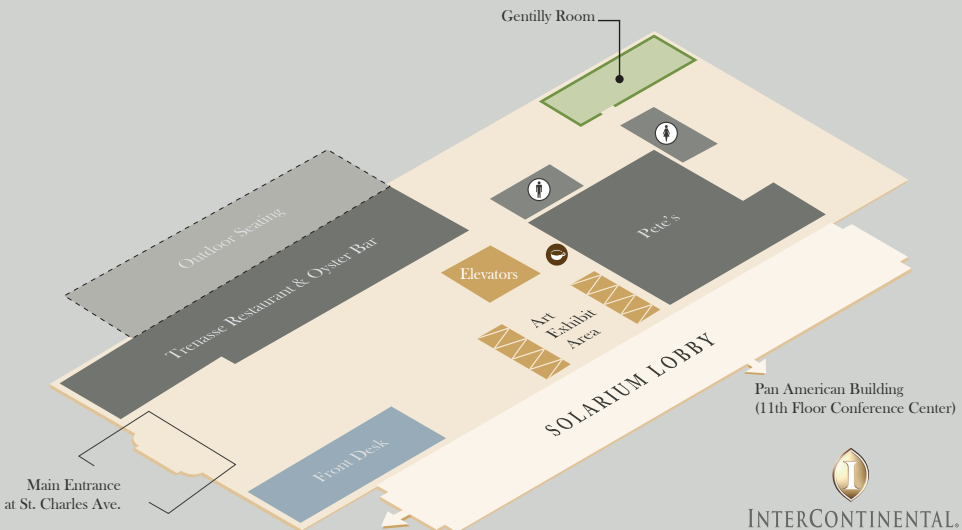 Gentilly Room
Outdoor Seating
Trenasse Restaurant & Oyster Bar
Pete's
Elevators
Art
Exhibit
Area
SOLARIUM LOBBY
Pan American Building
(11th Floor Conference Center)
Front Desk
Main Entrance
at St. Charles Ave.
I
INTERCONTINENTAL®